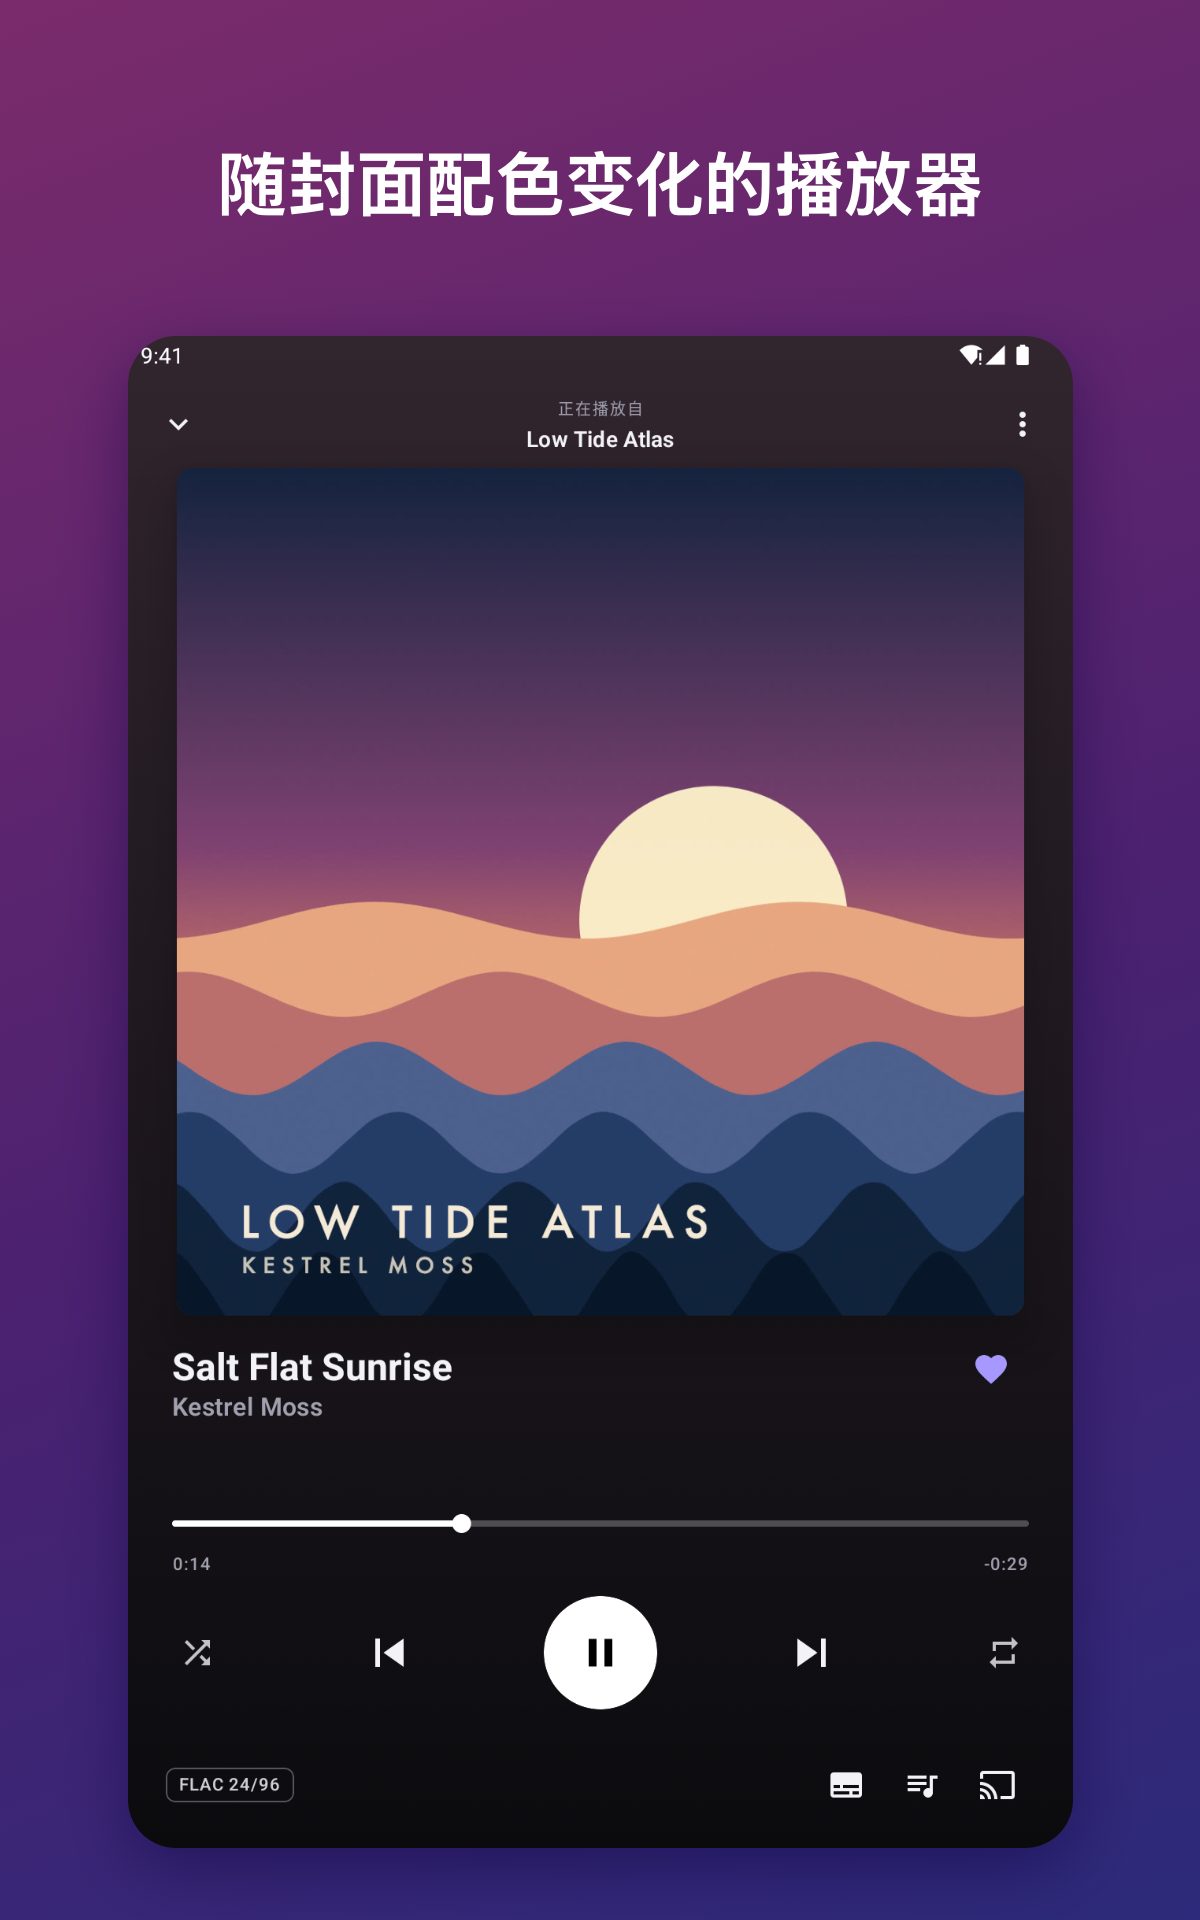 随封面配色变化的播放器
9:41
正在播放自
Low Tide Atlas
LOW TIDE ATLAS
KESTREL MOSS
Salt Flat Sunrise
Kestrel Moss
0:14
-0:29
FLAC 24/96